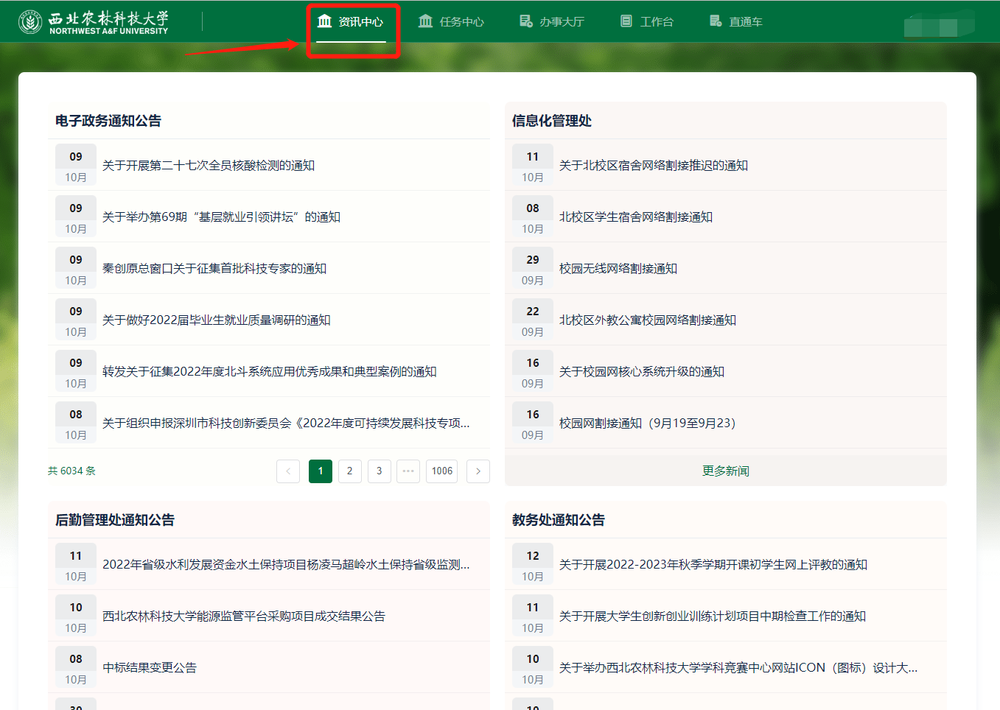 西北农林科技大学
NORTHWEST A&F UNIVERSITY
资讯中心
任务中心
办事大厅
工作台
直通车
电子政务通知公告
09
10月
关于开展第二十七次全员核酸检测的通知
09
10月
关于举办第69期“基层就业引领讲坛”的通知
09
10月
秦创原总窗口关于征集首批科技专家的通知
09
10月
关于做好2022届毕业生就业质量调研的通知
09
10月
转发关于征集2022年度北斗系统应用优秀成果和典型案例的通知
08
10月
关于组织申报深圳市科技创新委员会《2022年度可持续发展科技专项...
共 6034 条
1
2
3
•••
1006
信息化管理处
11
10月
关于北校区宿舍网络割接推迟的通知
08
10月
北校区学生宿舍网络割接通知
29
09月
校园无线网络割接通知
22
09月
北校区外教公寓校园网络割接通知
16
09月
关于校园网核心系统升级的通知
16
09月
校园网割接通知（9月19至9月23）
更多新闻
后勤管理处通知公告
11
10月
2022年省级水利发展资金水土保持项目杨凌马超岭水土保持省级监测...
10
10月
西北农林科技大学能源监管平台采购项目成交结果公告
08
10月
中标结果变更公告
30
教务处通知公告
12
10月
关于开展2022-2023年秋季学期开课初学生网上评教的通知
11
10月
关于开展大学生创新创业训练计划项目中期检查工作的通知
10
10月
关于举办西北农林科技大学学科竞赛中心网站ICON（图标）设计大...
10